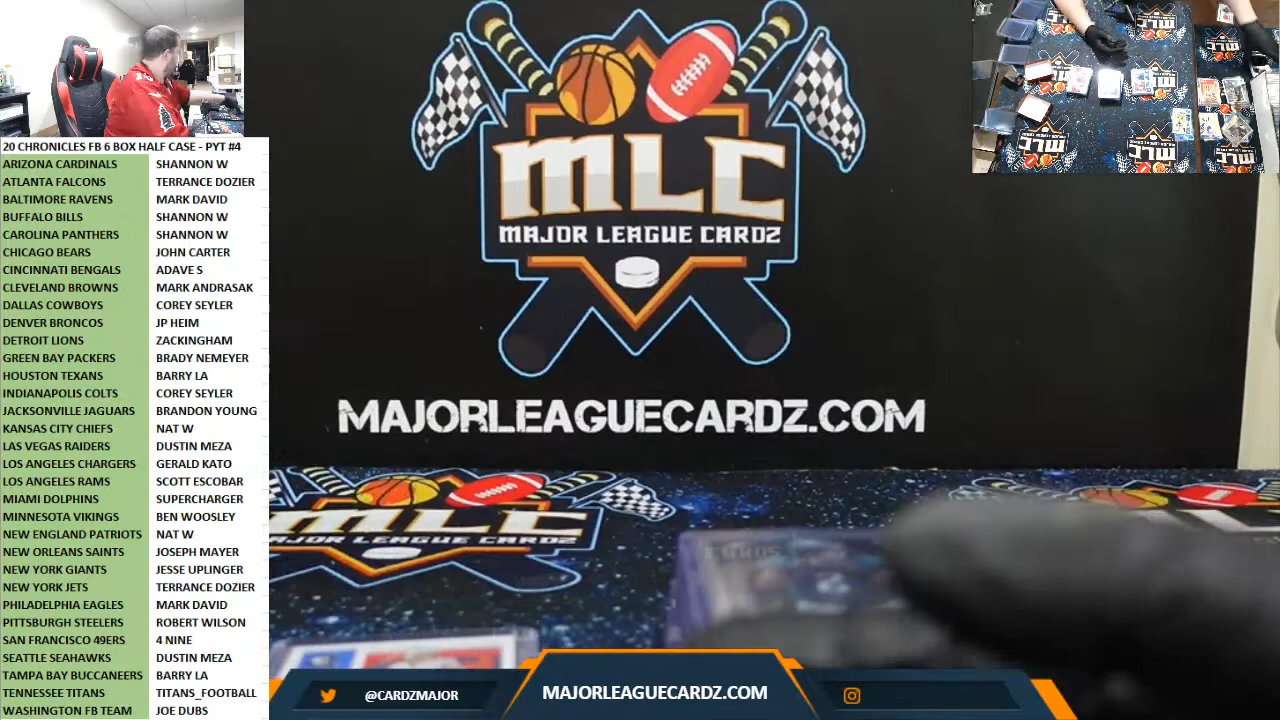 20 CHRONICLES FB 6 BOX HALF CASE - PYT #4
ARIZONA CARDINALS SHANNON W
ATLANTA FALCONS TERRANCE DOZIER
BALTIMORE RAVENS MARK DAVID
BUFFALO BILLS SHANNON W
CAROLINA PANTHERS SHANNON W
CHICAGO BEARS JOHN CARTER
CINCINNATI BENGALS ADAVE S
CLEVELAND BROWNS MARK ANDRASAK
DALLAS COWBOYS COREY SEYLER
DENVER BRONCOS JP HEIM
DETROIT LIONS ZACKINGHAM
GREEN BAY PACKERS BRADY NEMEYER
HOUSTON TEXANS BARRY LA
INDIANAPOLIS COLTS COREY SEYLER
JACKSONVILLE JAGUARS BRANDON YOUNG
KANSAS CITY CHIEFS NAT W
LAS VEGAS RAIDERS DUSTIN MEZA
LOS ANGELES CHARGERS GERALD KATO
LOS ANGELES RAMS SCOTT ESCOBAR
MIAMI DOLPHINS SUPERCHARGER
MINNESOTA VIKINGS BEN WOOSLEY
NEW ENGLAND PATRIOTS NAT W
NEW ORLEANS SAINTS JOSEPH MAYER
NEW YORK GIANTS JESSE UPLINGER
NEW YORK JETS TERRANCE DOZIER
PHILADELPHIA EAGLES MARK DAVID
PITTSBURGH STEELERS ROBERT WILSON
SAN FRANCISCO 49ERS 4 NINE
SEATTLE SEAHAWKS DUSTIN MEZA
TAMPA BAY BUCCANEERS BARRY LA
TENNESSEE TITANS TITANS_FOOTBALL
WASHINGTON FB TEAM JOE DUBS
MLC
MAJOR LEAGUE CARDZ
MAJORLEAGUECARDZ.COM
MLC
MAJOR LEAGUE CARDZ
@CARDZMAJOR
MAJORLEAGUECARDZ.COM